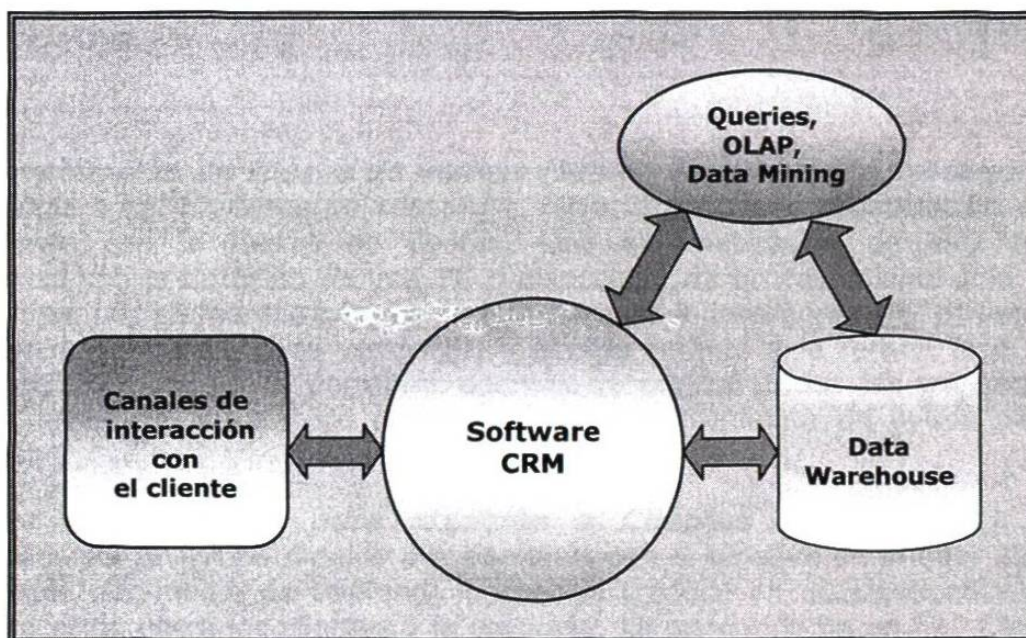 Queries,
OLAP,
Data Mining
Canales de
interacción
con
el cliente
Software
CRM
Data
Warehouse